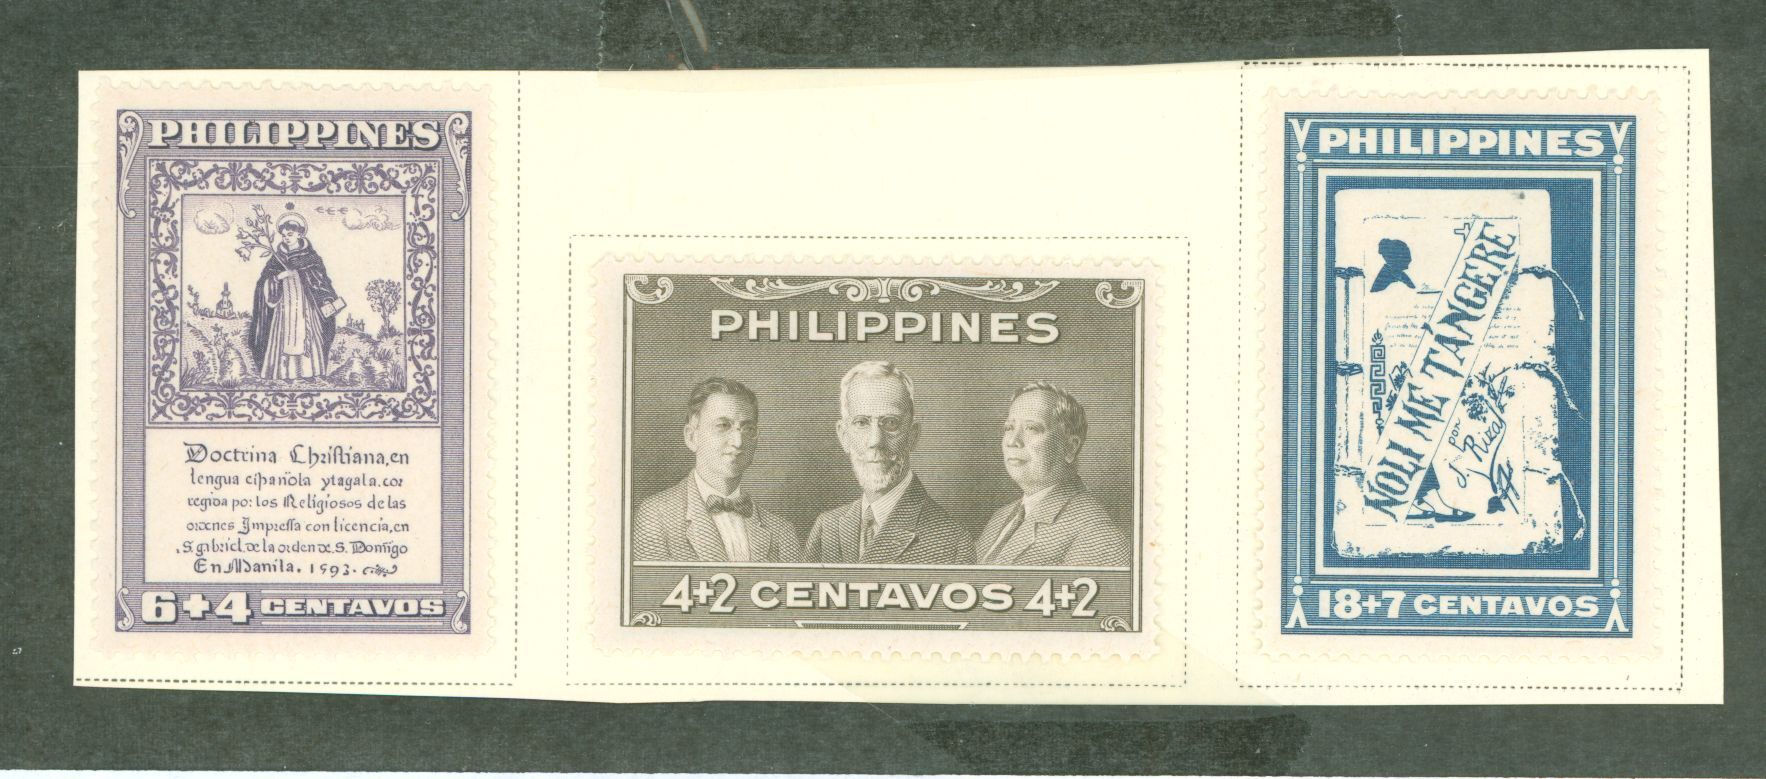 PHILIPPINES
Doctrina Christiana, en
lengua española ytagala. cor
regida por los Religiosos de las
ordenes Impressa con licencia, en
S. gabriel. de la orden de. S. Domĩgo
En Manila. 1593.
6+4 CENTAVOS
PHILIPPINES
4+2 CENTAVOS 4+2
PHILIPPINES
NOLI ME TÁNGERE
por
J. Rizal
18+7 CENTAVOS